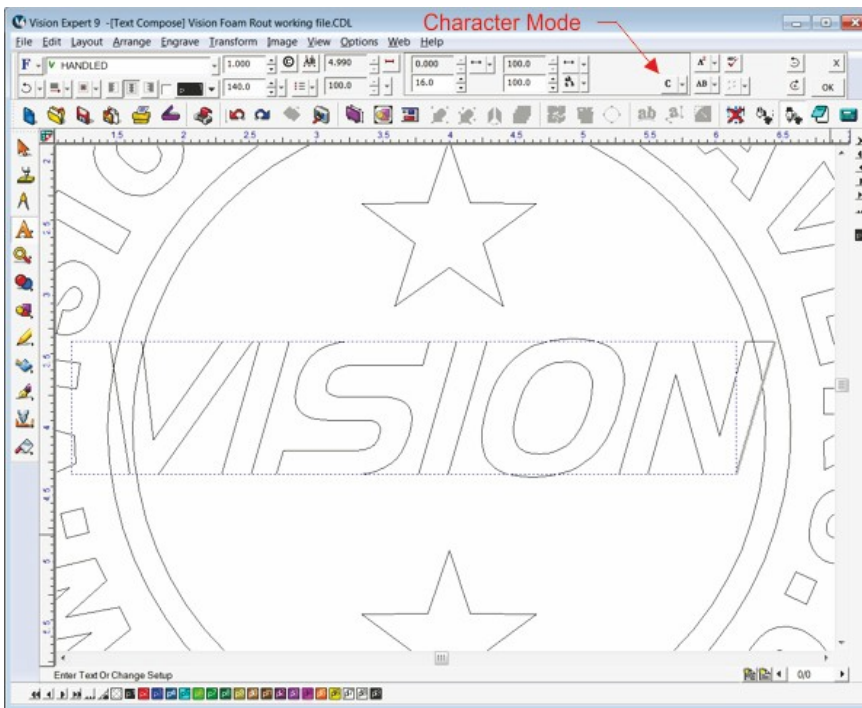 Vision Expert 9 -[Text Compose] Vision Foam Rout working file.CDL
Character Mode
File Edit Layout Arrange Engrave Transform Image View Options Web Help
F HANDLED 1.000 4.990 0.000 100.0 X
140.0 100.0 16.0 100.0 C AB OK
1.5 2 2.5 3 3.5 4 4.5 5 5.5 6 6.5
VISION
Enter Text Or Change Setup 0/0